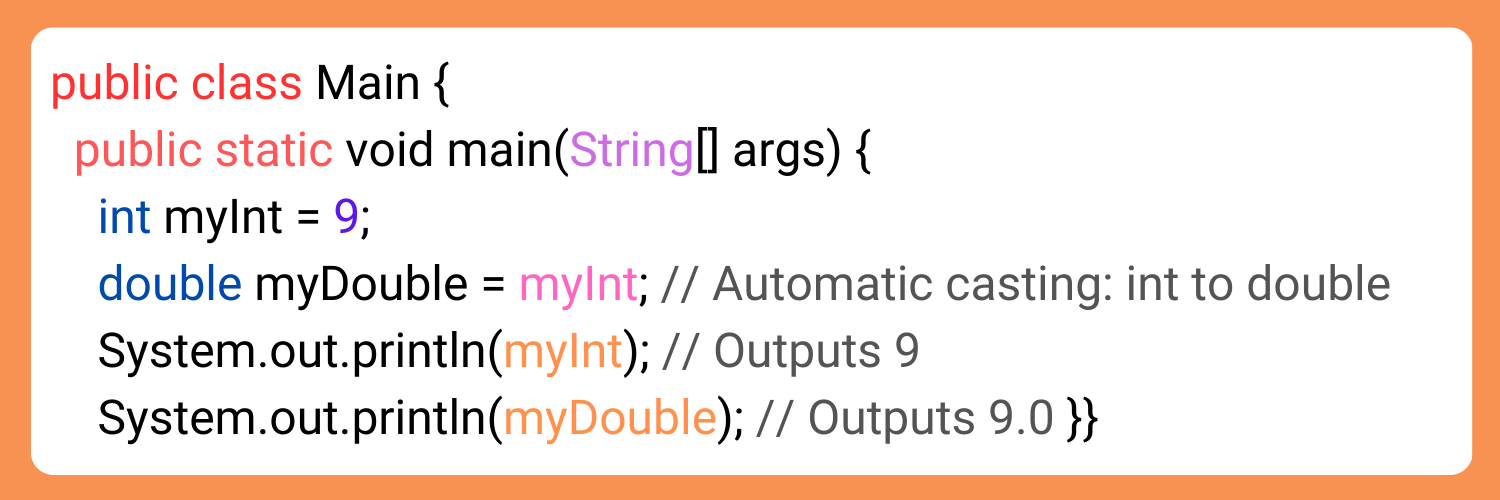 public class Main {
public static void main(String[] args) {
int myInt = 9;
double myDouble = myInt; // Automatic casting: int to double
System.out.println(myInt); // Outputs 9
System.out.println(myDouble); // Outputs 9.0 }}